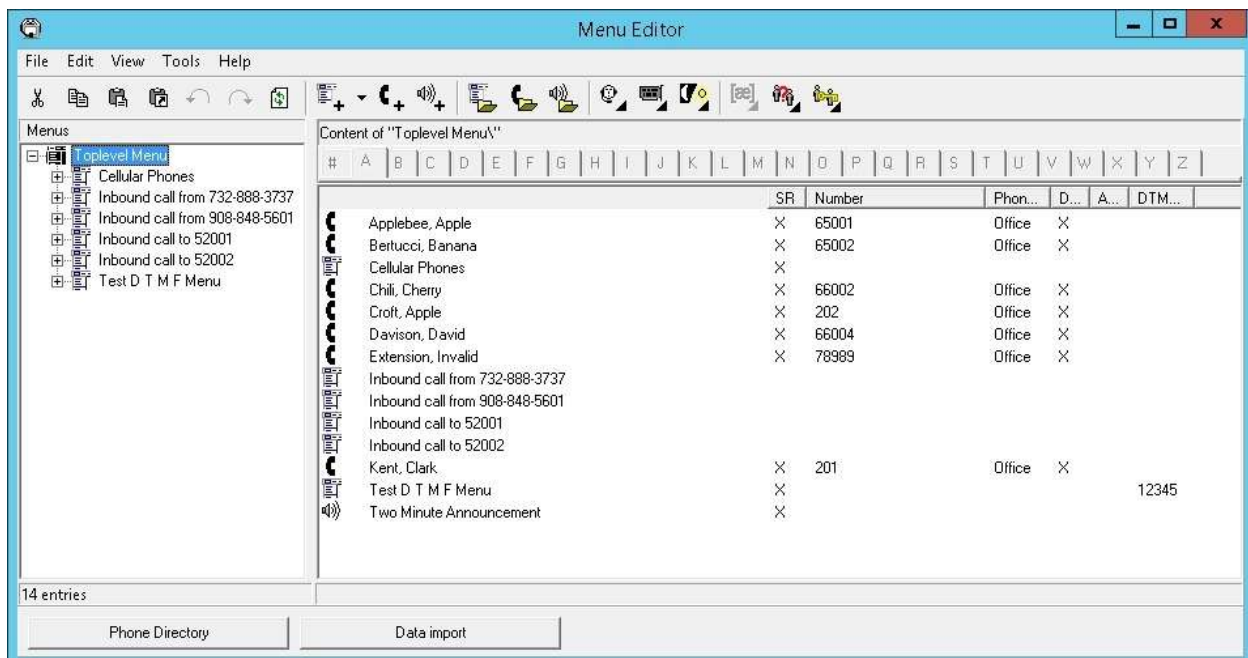 Menu Editor
File Edit View Tools Help
Menus
Toplevel Menu
Cellular Phones
Inbound call from 732-888-3737
Inbound call from 908-848-5601
Inbound call to 52001
Inbound call to 52002
Test D T M F Menu
14 entries
Content of "Toplevel Menu\"
# A B C D E F G H I J K L M N O P Q R S T U V W X Y Z
SR Number Phon... D... A... DTM...
Applebee, Apple X 65001 Office X
Bertucci, Banana X 65002 Office X
Cellular Phones X
Chili, Cherry X 66002 Office X
Croft, Apple X 202 Office X
Davison, David X 66004 Office X
Extension, Invalid X 78989 Office X
Inbound call from 732-888-3737
Inbound call from 908-848-5601
Inbound call to 52001
Inbound call to 52002
Kent, Clark X 201 Office X
Test D T M F Menu X 12345
Two Minute Announcement X
Phone Directory Data import